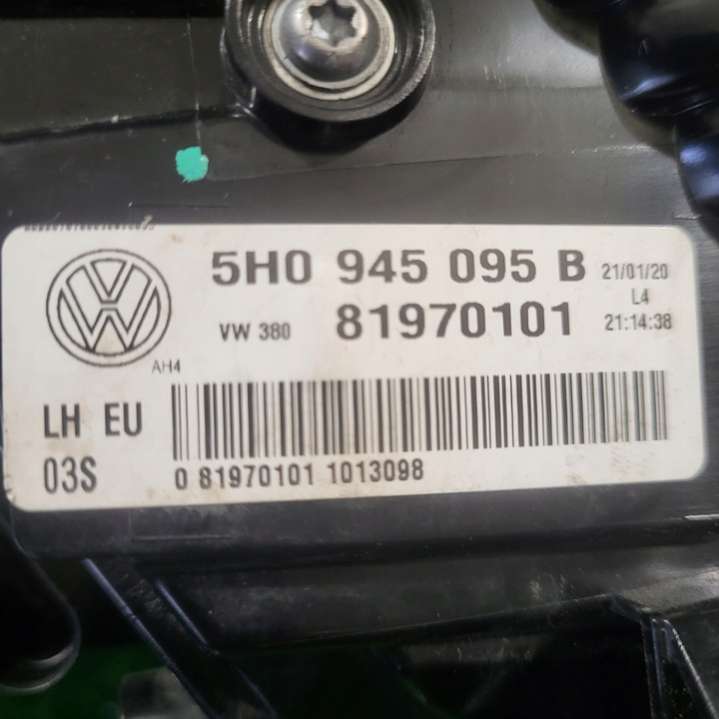 5H0 945 095 B 21/01/20
VW 380 81970101 L4
21:14:38
AH4
LH EU
03S
0 81970101 1013098